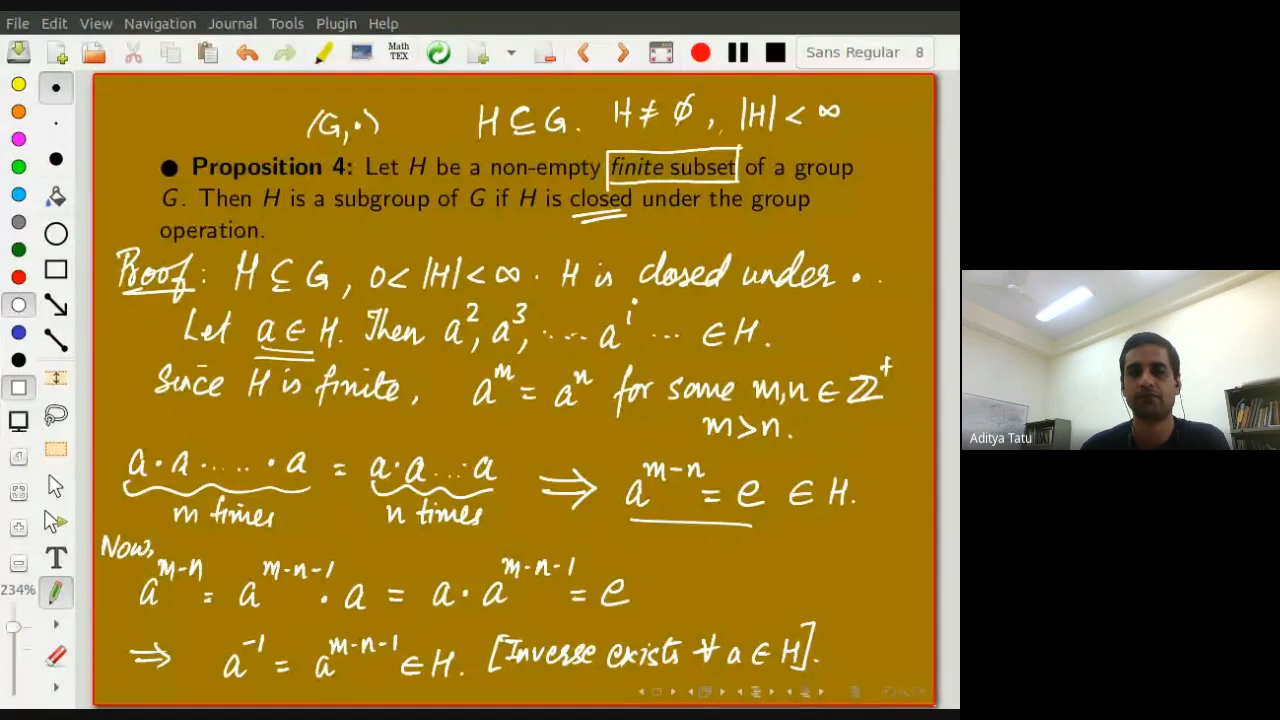 File Edit View Navigation Journal Tools Plugin Help
Math TEX Sans Regular 8
(G,·) H ⊆ G. H ≠ ∅, |H| < ∞
● Proposition 4: Let H be a non-empty finite subset of a group
G. Then H is a subgroup of G if H is closed under the group
operation.
Proof: H ⊆ G, 0 < |H| < ∞. H is closed under ·.
Let a ∈ H. Then a², a³, .... aⁱ ... ∈ H.
Since H is finite, a^m = a^n for some m,n ∈ ℤ⁺
m>n.
a·a.....·a = a·a...a ⟹ a^{m-n} = e ∈ H.
m times n times
Now,
a^{m-n} = a^{m-n-1} · a = a · a^{m-n-1} = e
⟹ a^{-1} = a^{m-n-1} ∈ H. [Inverse exists ∀ a ∈ H].
234%
T
Aditya Tatu